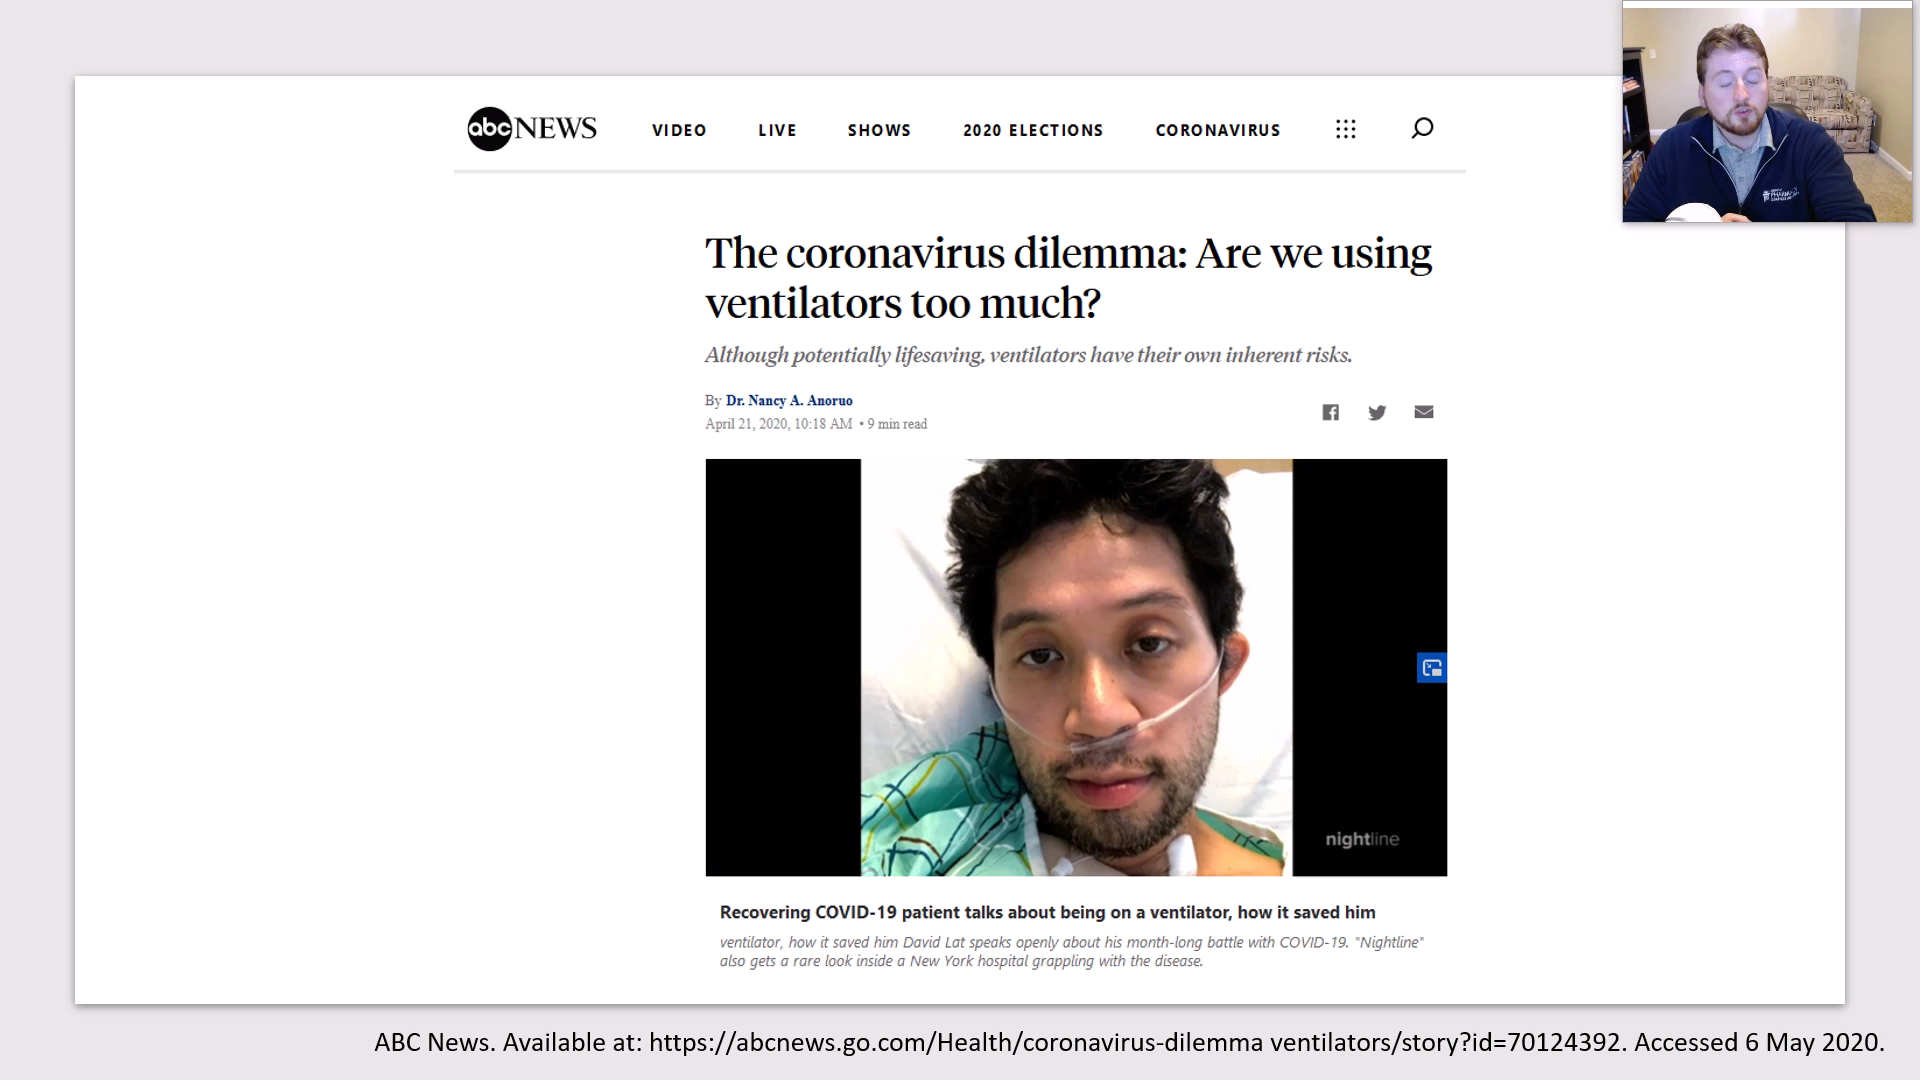 abc NEWS
VIDEO LIVE SHOWS 2020 ELECTIONS CORONAVIRUS
The coronavirus dilemma: Are we using
ventilators too much?
Although potentially lifesaving, ventilators have their own inherent risks.
By Dr. Nancy A. Anoruo
April 21, 2020, 10:18 AM • 9 min read
nightline
Recovering COVID-19 patient talks about being on a ventilator, how it saved him
ventilator, how it saved him David Lat speaks openly about his month-long battle with COVID-19. "Nightline"
also gets a rare look inside a New York hospital grappling with the disease.
ABC News. Available at: https://abcnews.go.com/Health/coronavirus-dilemma ventilators/story?id=70124392. Accessed 6 May 2020.